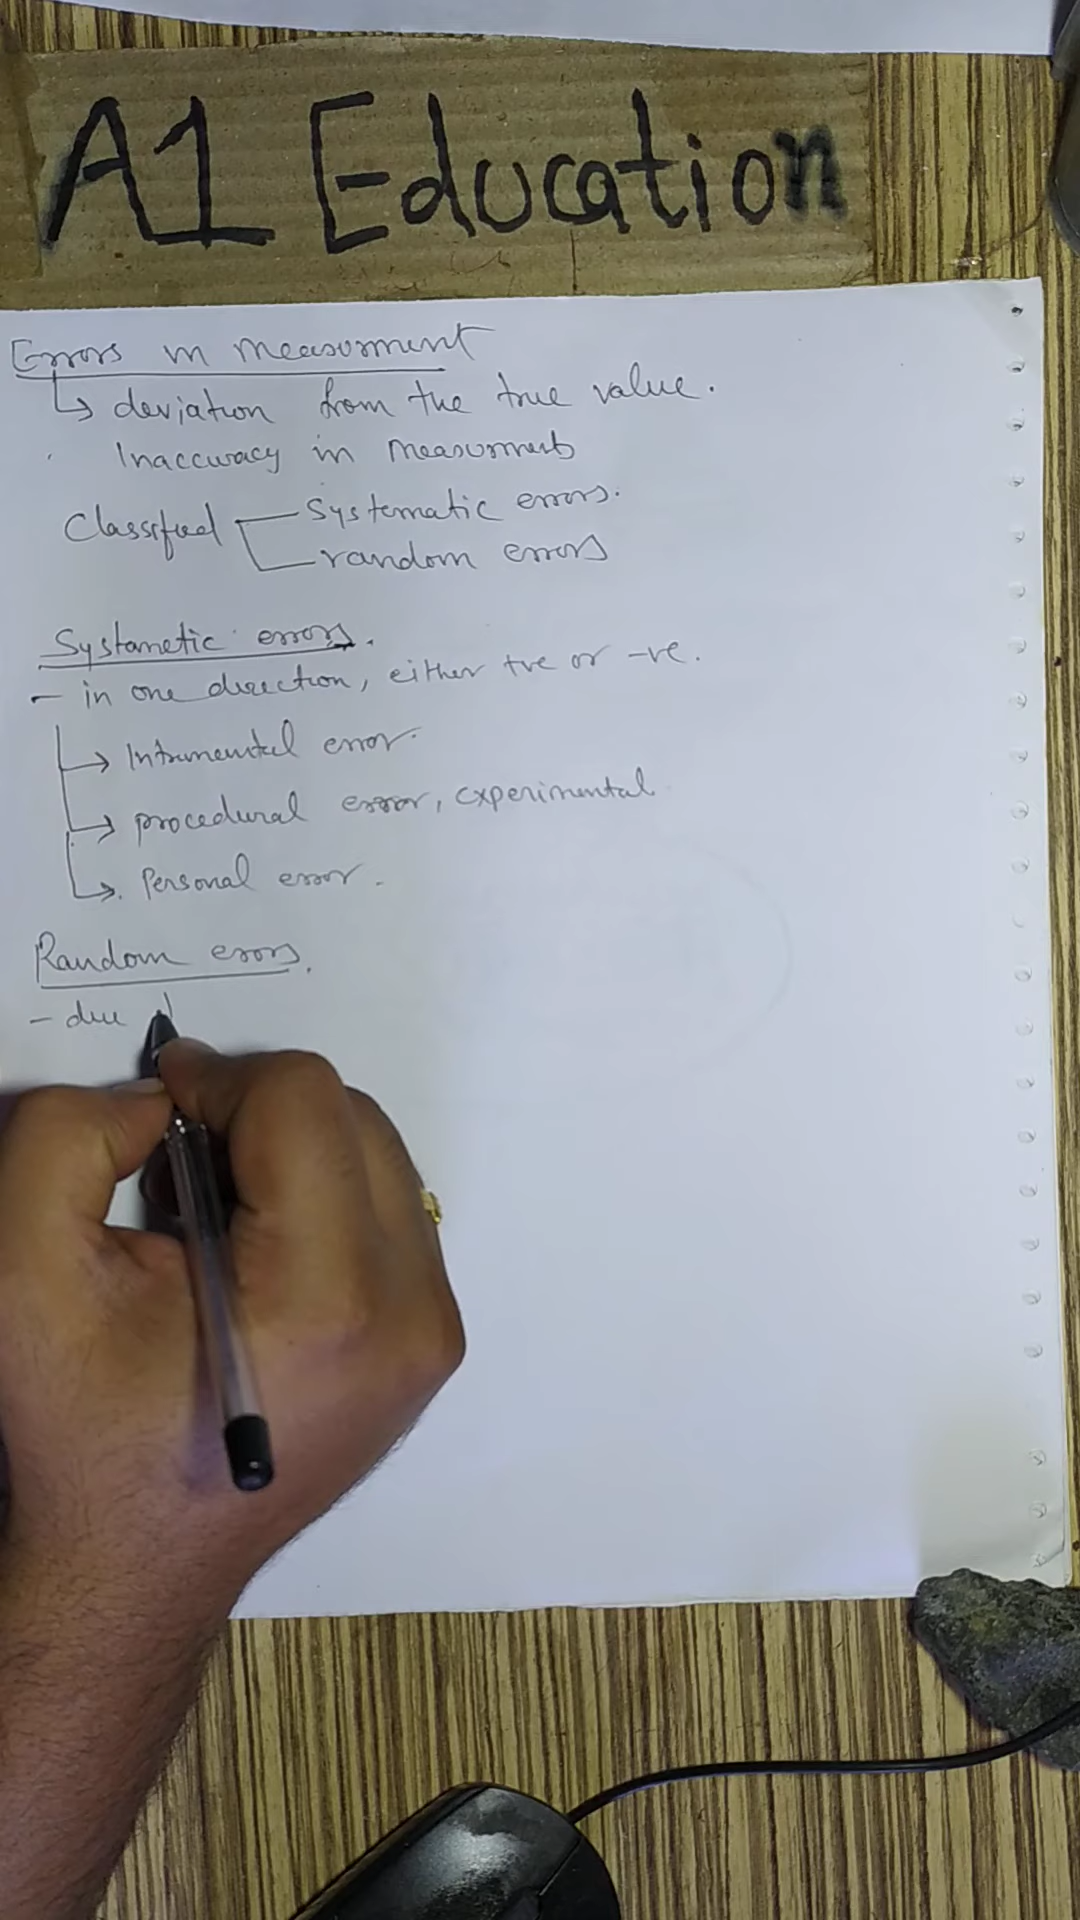 A1 Education
Errors in measurment
↳ deviation from the true value.
Inaccuracy in measurments
Classified Systematic errors.
random errors
Systametic errors.
- in one direction, either +ve or -ve.
→ Intrumental error.
→ procedural error, experimental
→ Personal error.
Random erors.
- due